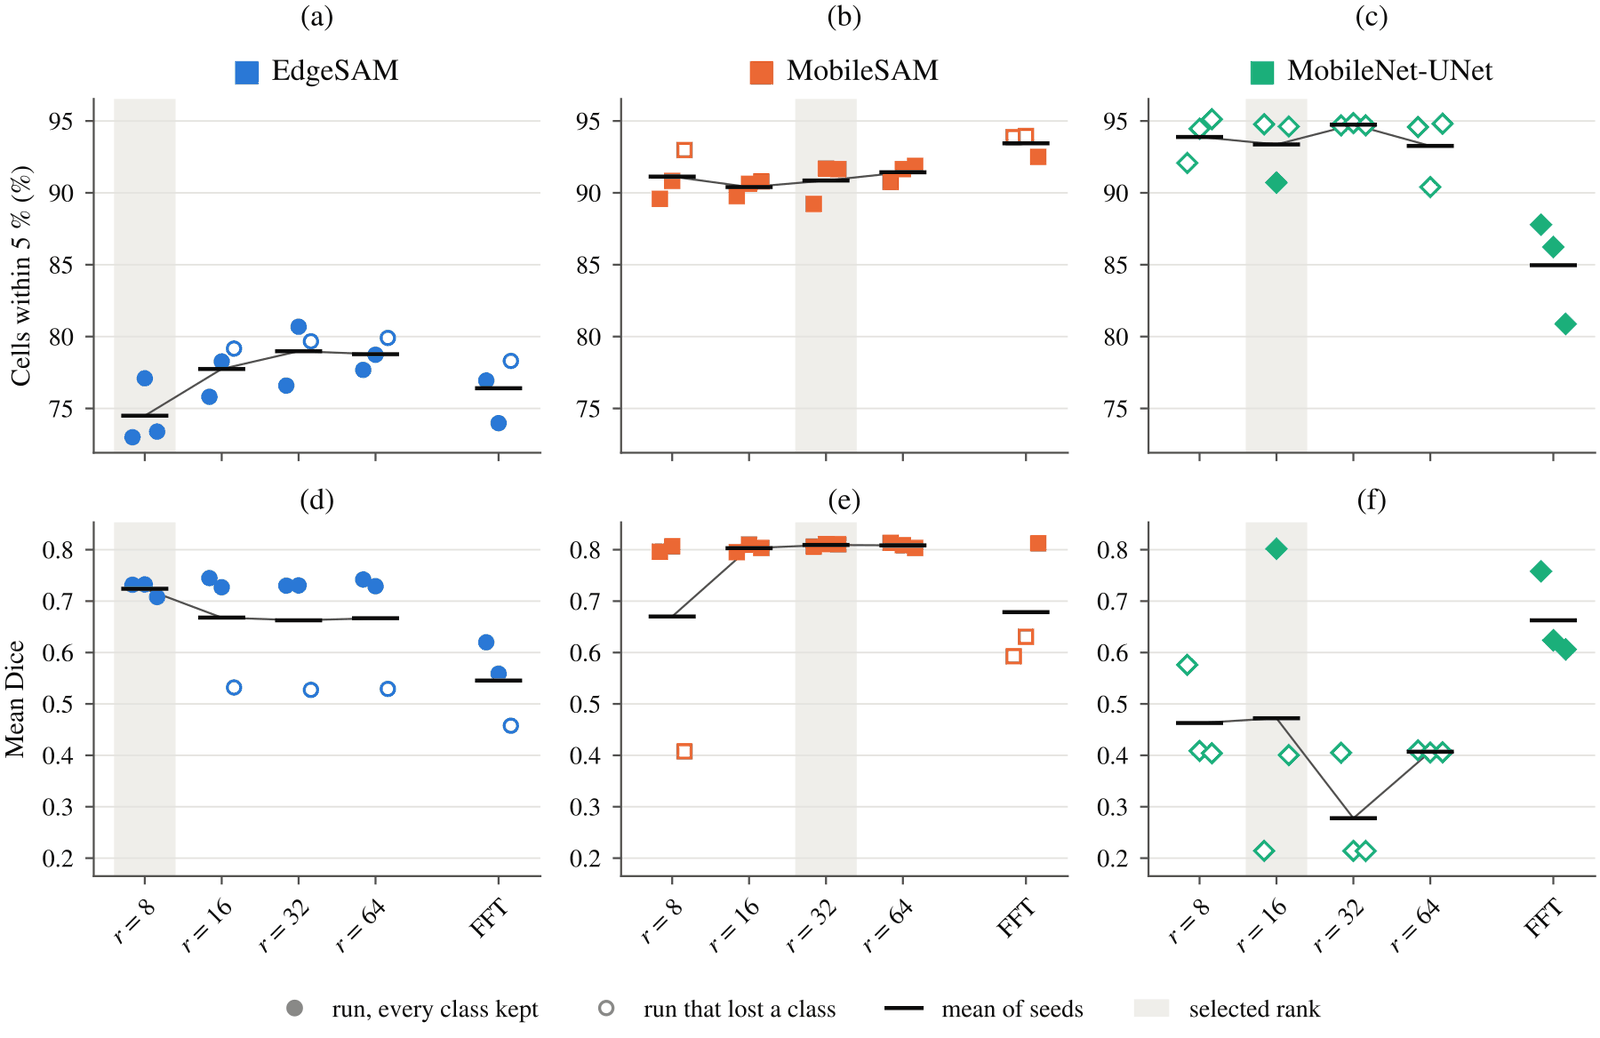 (a) (b) (c)
EdgeSAM MobileSAM MobileNet-UNet
Cells within 5 % (%)
95 90 85 80 75
95 90 85 80 75
95 90 85 80 75
(d) (e) (f)
Mean Dice
0.8 0.7 0.6 0.5 0.4 0.3 0.2
0.8 0.7 0.6 0.5 0.4 0.3 0.2
0.8 0.7 0.6 0.5 0.4 0.3 0.2
r = 8 r = 16 r = 32 r = 64 FFT
r = 8 r = 16 r = 32 r = 64 FFT
r = 8 r = 16 r = 32 r = 64 FFT
run, every class kept run that lost a class mean of seeds selected rank